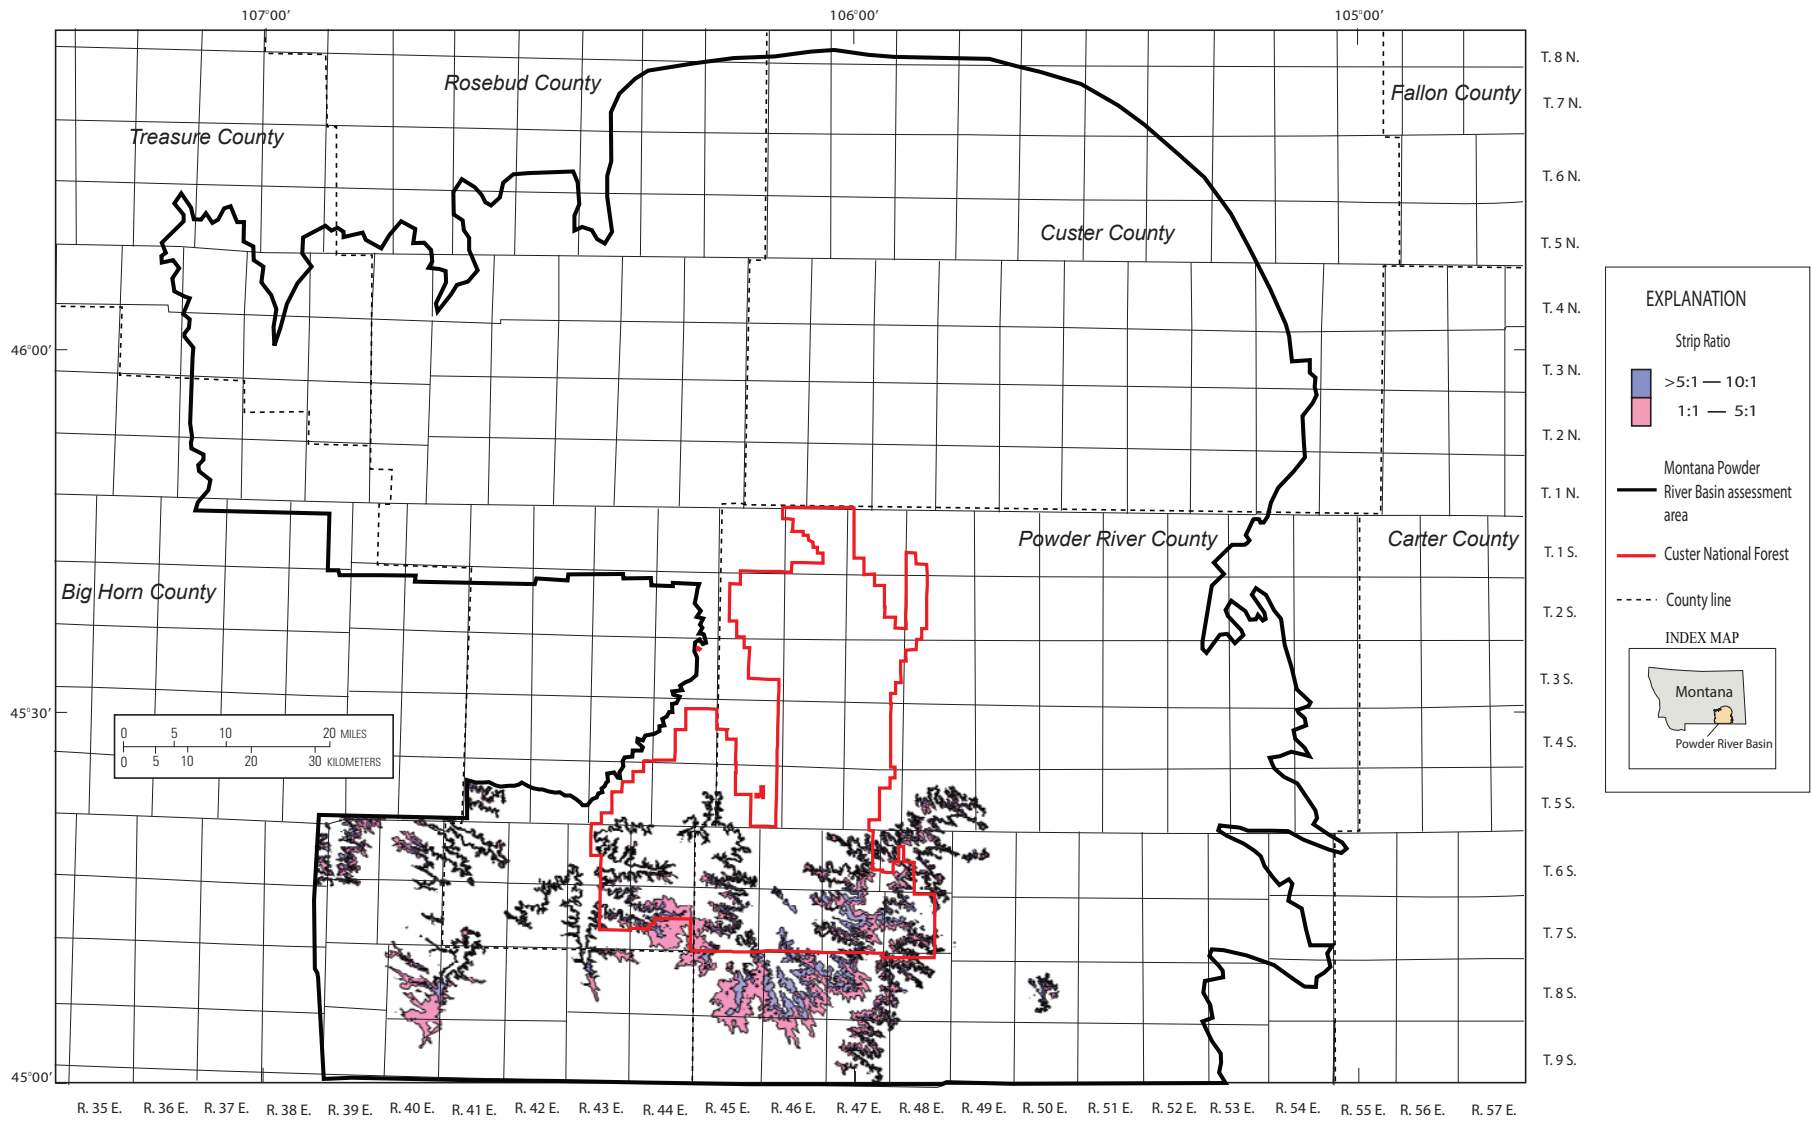 107°00'
106°00'
105°00'
Rosebud County
Fallon County
Treasure County
Custer County
Powder River County
Carter County
Big Horn County
46°00'
45°30'
45°00'
T. 8 N.
T. 7 N.
T. 6 N.
T. 5 N.
T. 4 N.
T. 3 N.
T. 2 N.
T. 1 N.
T. 1 S.
T. 2 S.
T. 3 S.
T. 4 S.
T. 5 S.
T. 6 S.
T. 7 S.
T. 8 S.
T. 9 S.
0 5 10 20 MILES
0 5 10 20 30 KILOMETERS
R. 35 E. R. 36 E. R. 37 E. R. 38 E. R. 39 E. R. 40 E. R. 41 E. R. 42 E. R. 43 E. R. 44 E. R. 45 E. R. 46 E. R. 47 E. R. 48 E. R. 49 E. R. 50 E. R. 51 E. R. 52 E. R. 53 E. R. 54 E. R. 55 E. R. 56 E. R. 57 E.
EXPLANATION
Strip Ratio
>5:1 — 10:1
1:1 — 5:1
Montana Powder
River Basin assessment
area
Custer National Forest
County line
INDEX MAP
Montana
Powder River Basin